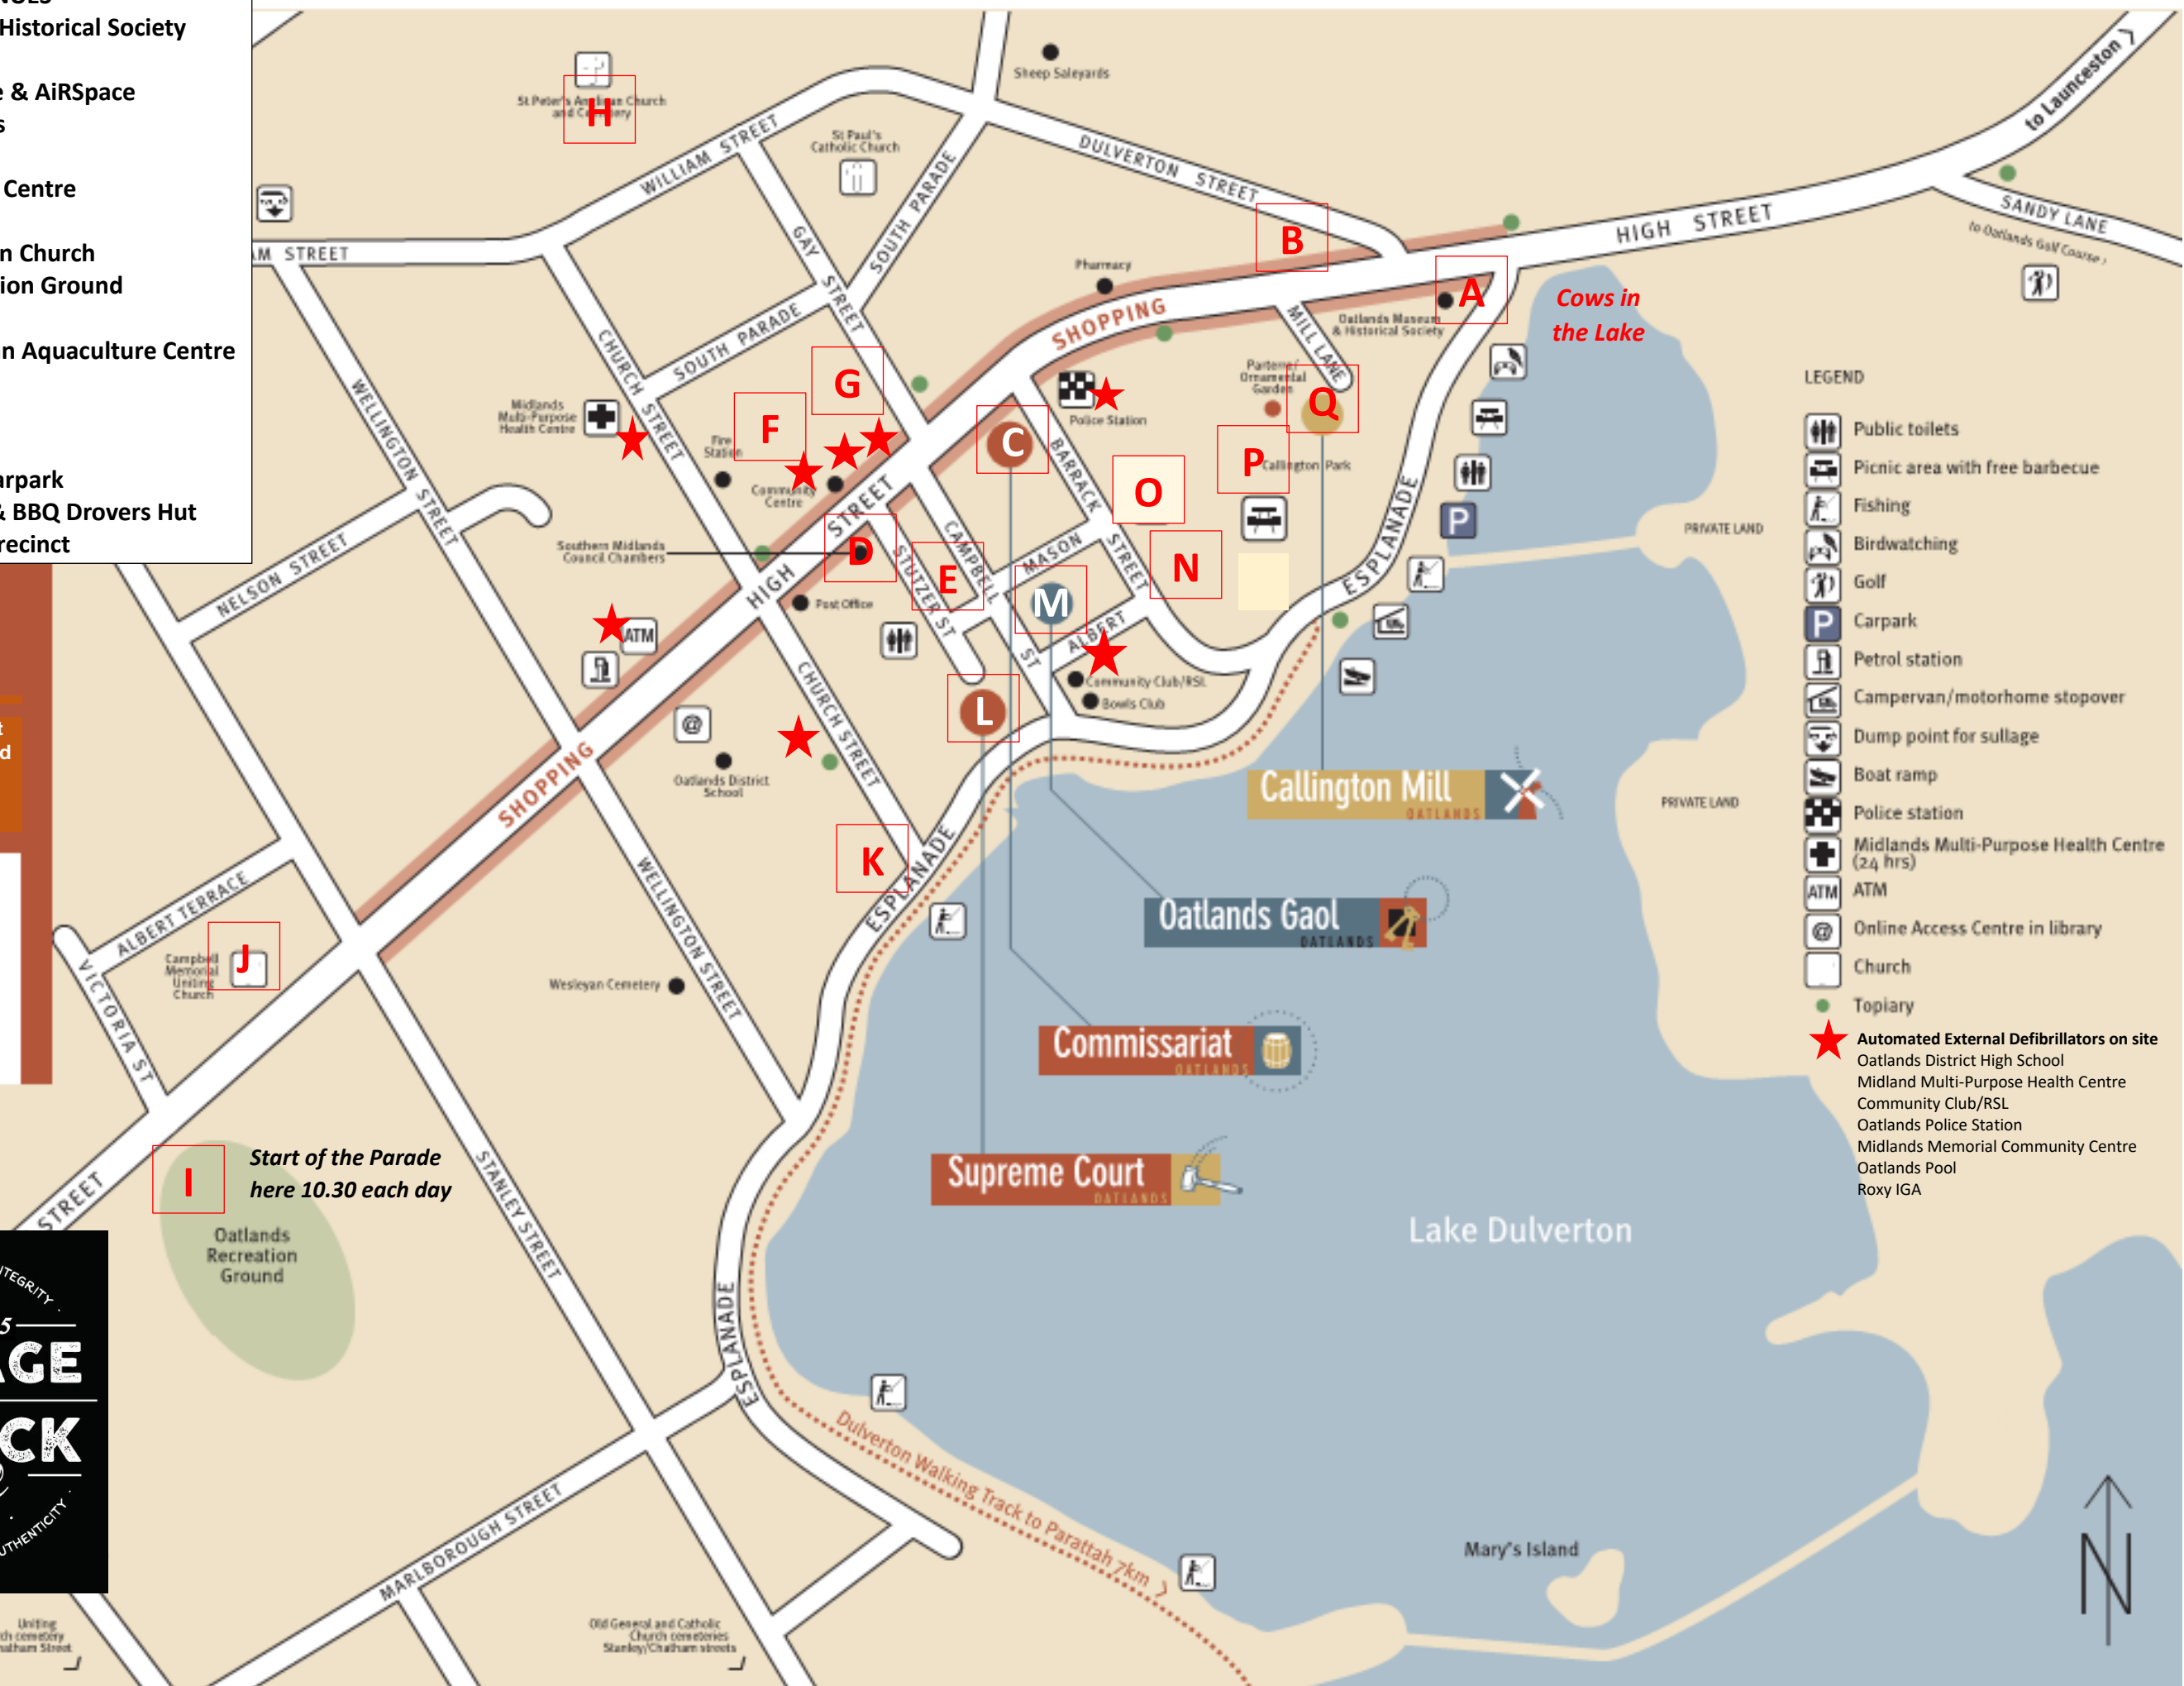 Historical Society
& AiRSpace
Centre
Church
Ground
Aquaculture Centre
& BBQ Drovers Hut
Sheep Saleyards
St Peter's Anglican Church
and Cemetery
H
St Paul's
Catholic Church
WILLIAM STREET
STREET
DULVERTON STREET
HIGH STREET
to Launceston >
SANDY LANE
to Oatlands Golf Course ›
GAY STREET
SOUTH PARADE
SOUTH PARADE
CHURCH STREET
WELLINGTON STREET
Pharmacy
B
A
Cows in
the Lake
SHOPPING
Oatlands Museum
& Historical Society
MILL LANE
Parterre/
Ornamental
Garden
Q
Police Station
G
F
C
Midlands
Multi-Purpose
Health Centre
Fire
Station
Community
Centre
P
Callington Park
O
BARRACK STREET
N
ESPLANADE
P
PRIVATE LAND
NELSON STREET
Southern Midlands
Council Chambers
D
HIGH STREET
STUTZER ST
CAMPBELL ST
E
MASON
M
ALBERT
Post Office
ATM
Community Club/RSL
Bowls Club
L
@
Oatlands District
School
CHURCH STREET
SHOPPING
K
ESPLANADE
WELLINGTON STREET
Wesleyan Cemetery
ALBERT TERRACE
VICTORIA ST
Campbell
Memorial
Uniting
Church
J
Callington Mill
OATLANDS
PRIVATE LAND
Oatlands Gaol
OATLANDS
Commissariat
OATLANDS
Supreme Court
OATLANDS
Lake Dulverton
I
Start of the Parade
here 10.30 each day
Oatlands
Recreation
Ground
STREET
STANLEY STREET
ESPLANADE
ESPLANADE
MARLBOROUGH STREET
Dulverton Walking Track to Parattah 7km >
Mary's Island
Uniting
cemetery
Street
Old General and Catholic
Church cemeteries
Stanley/Chatham streets
N
LEGEND
Public toilets
Picnic area with free barbecue
Fishing
Birdwatching
Golf
P Carpark
Petrol station
Campervan/motorhome stopover
Dump point for sullage
Boat ramp
Police station
Midlands Multi-Purpose Health Centre
(24 hrs)
ATM ATM
@ Online Access Centre in library
Church
Topiary
Automated External Defibrillators on site
Oatlands District High School
Midland Multi-Purpose Health Centre
Community Club/RSL
Oatlands Police Station
Midlands Memorial Community Centre
Oatlands Pool
Roxy IGA